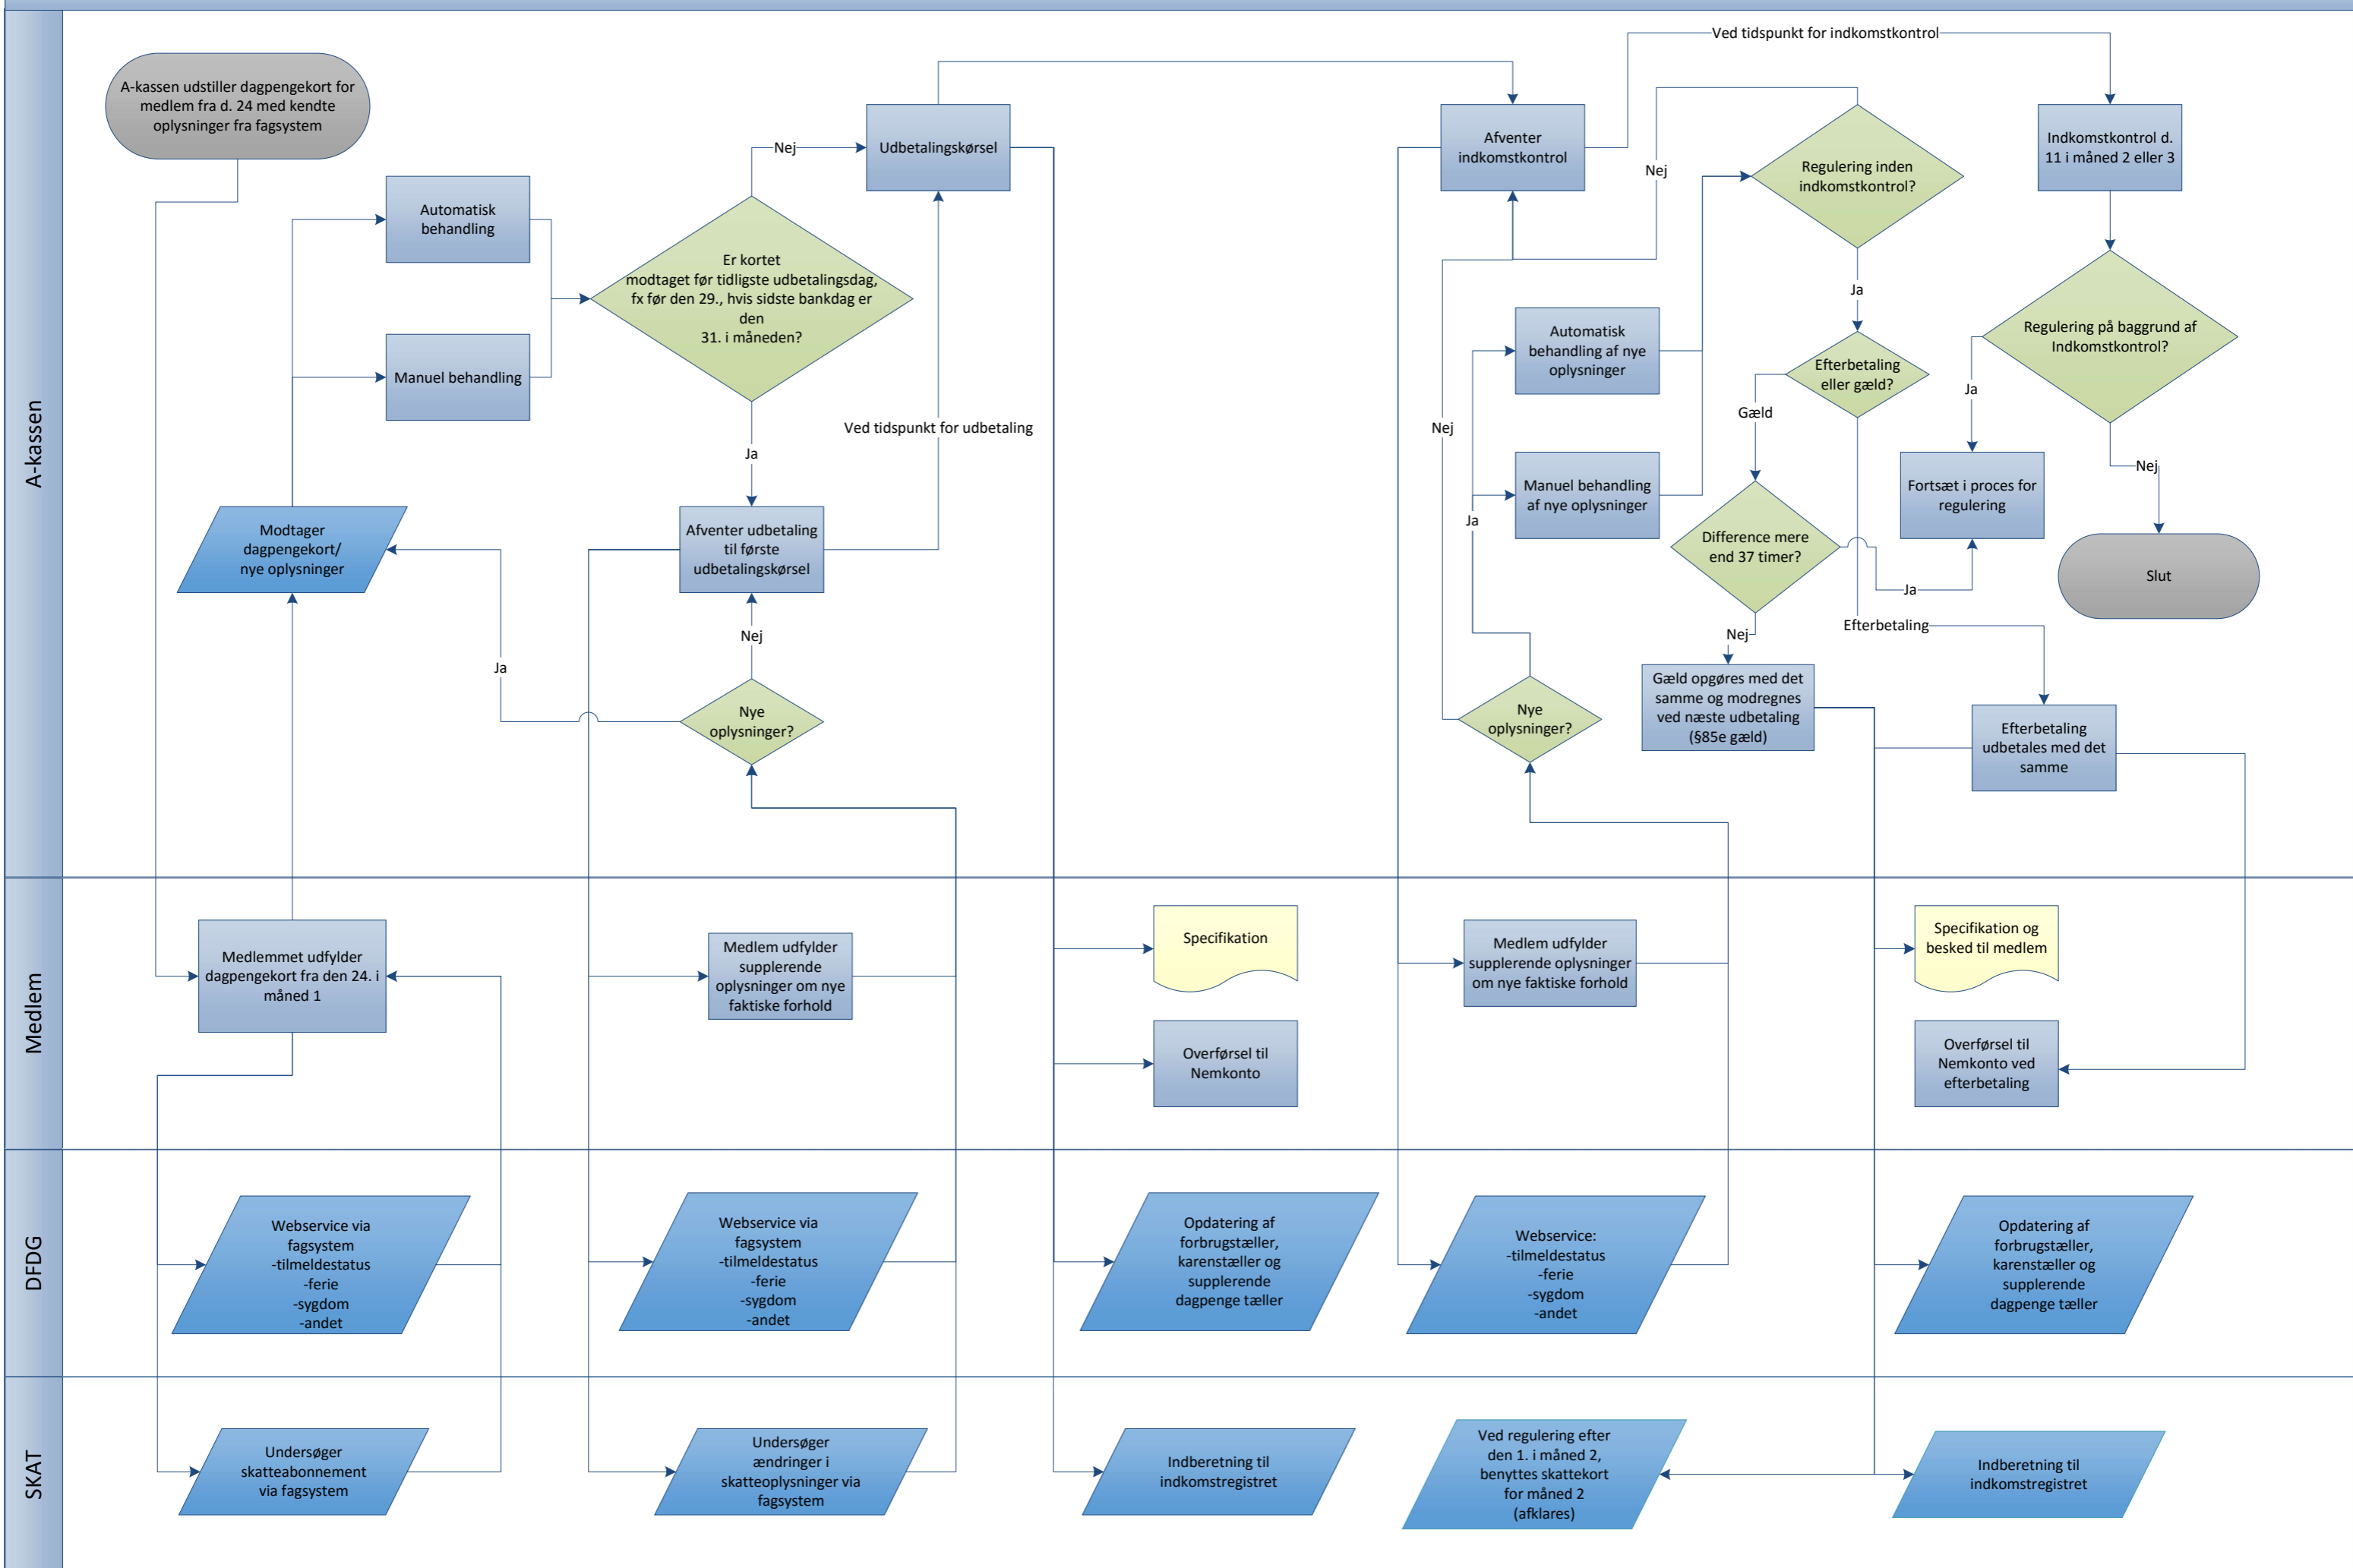 A-kassen
A-kassen udstiller dagpengekort for
medlem fra d. 24 med kendte
oplysninger fra fagsystem
Automatisk
behandling
Manuel behandling
Modtager
dagpengekort/
nye oplysninger
Er kortet
modtaget før tidligste udbetalingsdag,
fx før den 29., hvis sidste bankdag er
den
31. i måneden?
Nej
Ja
Udbetalingskørsel
Ved tidspunkt for udbetaling
Afventer udbetaling
til første
udbetalingskørsel
Nej
Ja
Nye
oplysninger?
Ved tidspunkt for indkomstkontrol
Afventer
indkomstkontrol
Nej
Regulering inden
indkomstkontrol?
Ja
Indkomstkontrol d.
11 i måned 2 eller 3
Automatisk
behandling af nye
oplysninger
Manuel behandling
af nye oplysninger
Nej
Ja
Nye
oplysninger?
Efterbetaling
eller gæld?
Gæld
Difference mere
end 37 timer?
Ja
Nej
Efterbetaling
Gæld opgøres med det
samme og modregnes
ved næste udbetaling
(§85e gæld)
Regulering på baggrund af
Indkomstkontrol?
Ja
Nej
Fortsæt i proces for
regulering
Slut
Efterbetaling
udbetales med det
samme
Medlem
Medlemmet udfylder
dagpengekort fra den 24. i
måned 1
Medlem udfylder
supplerende
oplysninger om nye
faktiske forhold
Specifikation
Overførsel til
Nemkonto
Medlem udfylder
supplerende oplysninger
om nye faktiske forhold
Specifikation og
besked til medlem
Overførsel til
Nemkonto ved
efterbetaling
DFDG
Webservice via
fagsystem
-tilmeldestatus
-ferie
-sygdom
-andet
Webservice via
fagsystem
-tilmeldestatus
-ferie
-sygdom
-andet
Opdatering af
forbrugstæller,
karenstæller og
supplerende
dagpenge tæller
Webservice:
-tilmeldestatus
-ferie
-sygdom
-andet
Opdatering af
forbrugstæller,
karenstæller og
supplerende
dagpenge tæller
SKAT
Undersøger
skatteabonnement
via fagsystem
Undersøger
ændringer i
skatteoplysninger via
fagsystem
Indberetning til
indkomstregistret
Ved regulering efter
den 1. i måned 2,
benyttes skattekort
for måned 2
(afklares)
Indberetning til
indkomstregistret